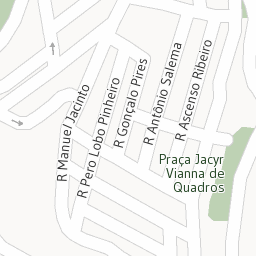 R Manuel Jacinto
R Pero Lobo Pinheiro
R Gonçalo Pires
R Antônio Salema
R Ascenso Ribeiro
Praça Jacyr
Vianna de
Quadros